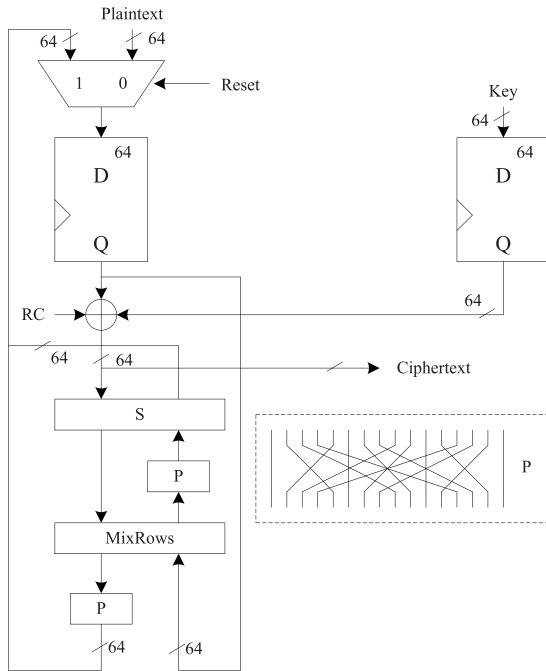 Plaintext
64 64
1 0
Reset
Key
64
64
D
Q
64
D
Q
RC
64
64
64
Ciphertext
S
P
P
MixRows
P
64
64